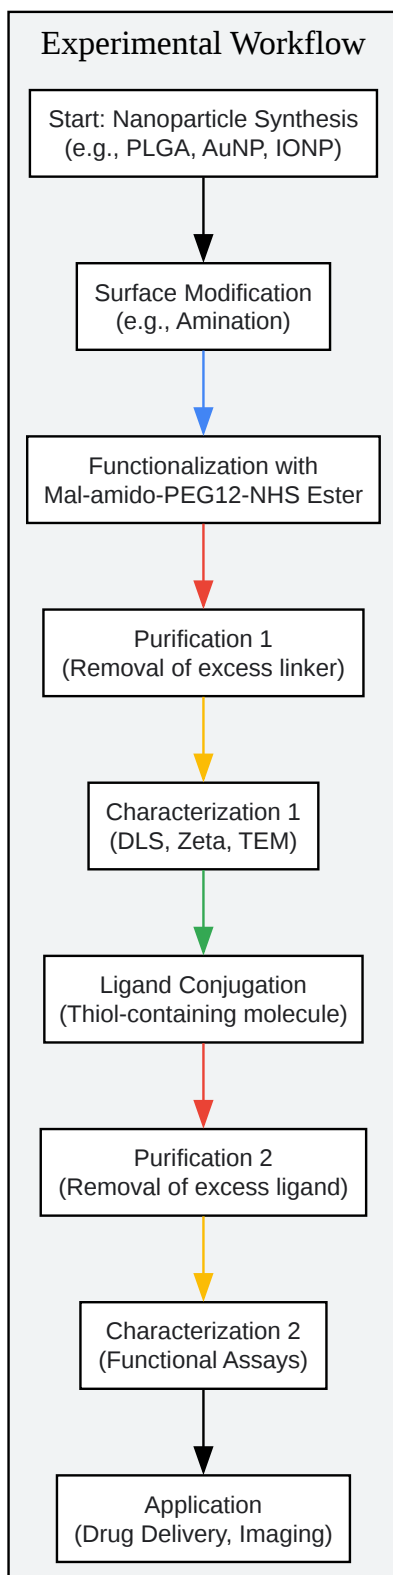 Experimental Workflow
Start: Nanoparticle Synthesis
(e.g., PLGA, AuNP, IONP)
Surface Modification
(e.g., Amination)
Functionalization with
Mal-amido-PEG12-NHS Ester
Purification 1
(Removal of excess linker)
Characterization 1
(DLS, Zeta, TEM)
Ligand Conjugation
(Thiol-containing molecule)
Purification 2
(Removal of excess ligand)
Characterization 2
(Functional Assays)
Application
(Drug Delivery, Imaging)